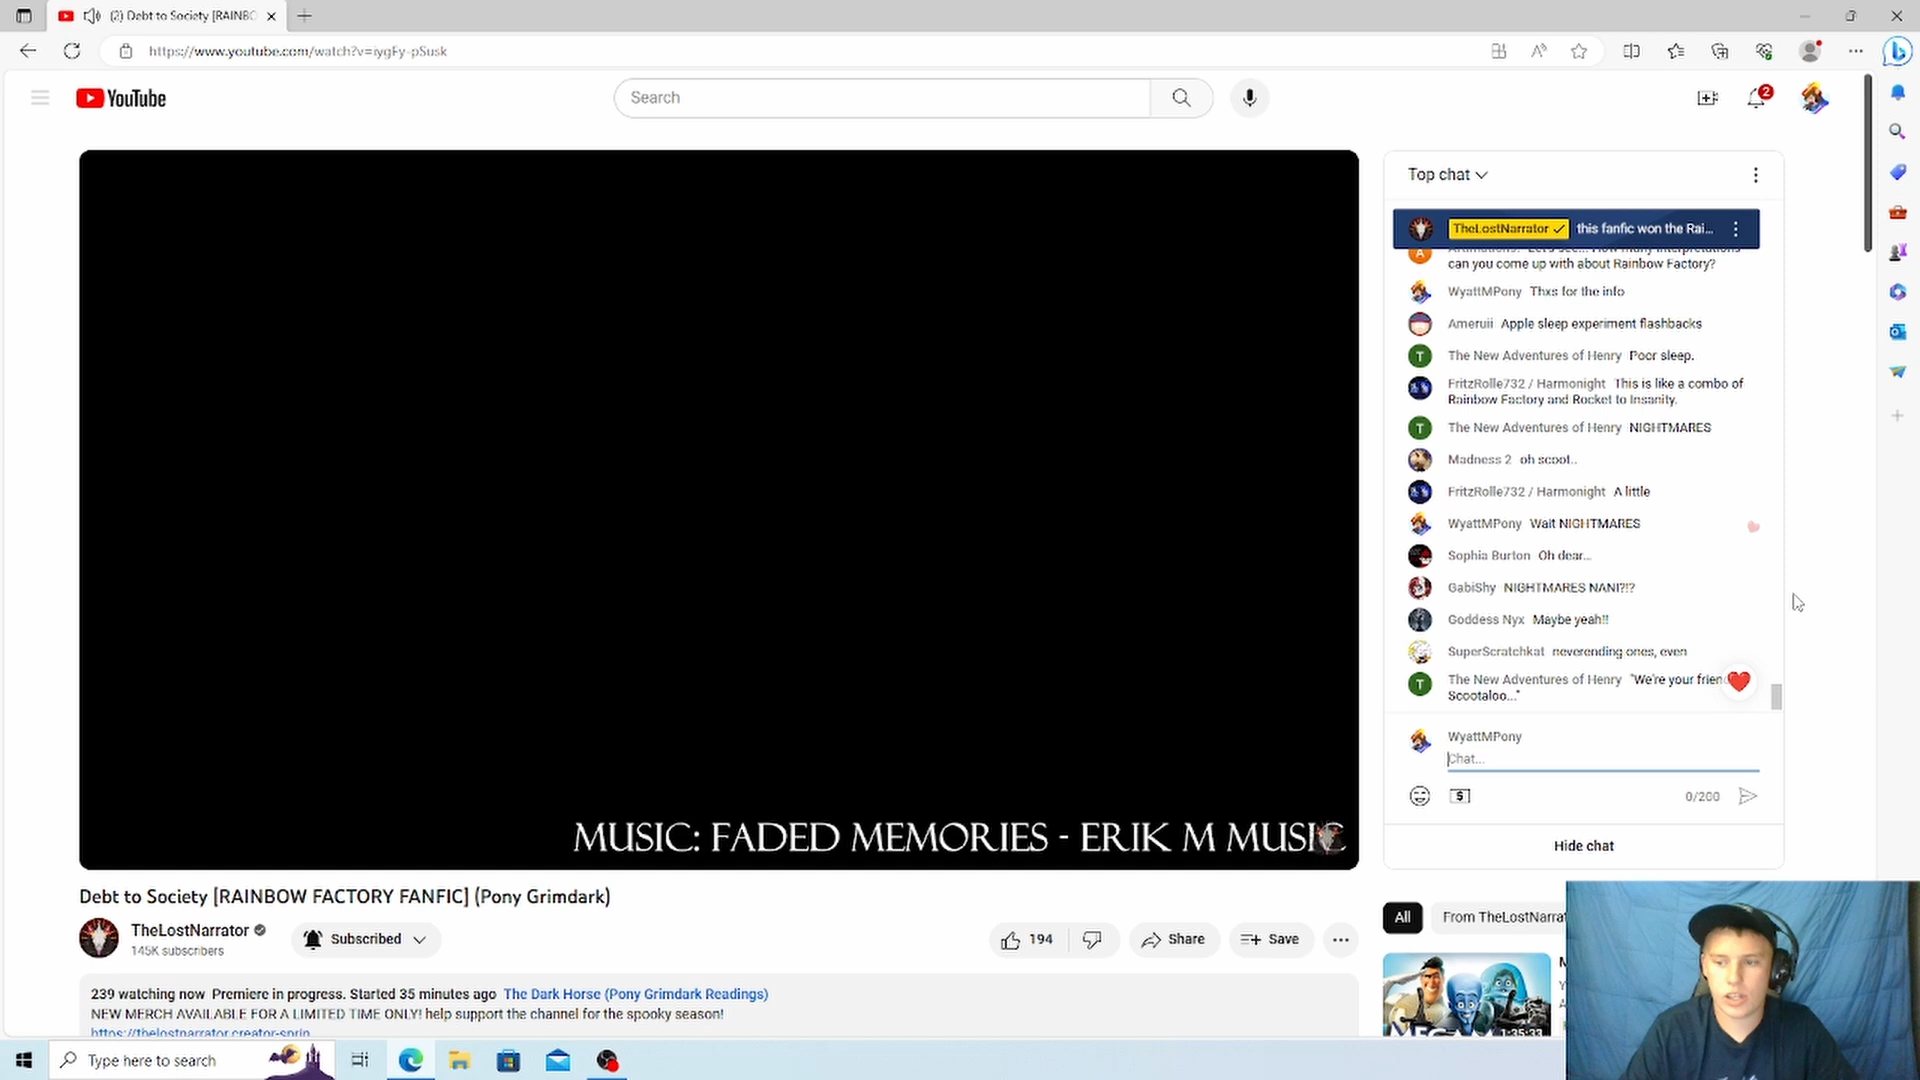 (2) Debt to Society [RAINBO
https://www.youtube.com/watch?v=iygFy-pSusk
YouTube
Search
2
Top chat
TheLostNarrator this fanfic won the Rai...
can you come up with about Rainbow Factory?
WyattMPony Thxs for the info
Ameruii Apple sleep experiment flashbacks
The New Adventures of Henry Poor sleep.
FritzRolle732 / Harmonight This is like a combo of
Rainbow Factory and Rocket to Insanity.
The New Adventures of Henry NIGHTMARES
Madness 2 oh scoot..
FritzRolle732 / Harmonight A little
WyattMPony Wait NIGHTMARES
Sophia Burton Oh dear...
GabiShy NIGHTMARES NANI?!?
Goddess Nyx Maybe yeah!!
SuperScratchkat neverending ones, even
The New Adventures of Henry "We're your frien
Scootaloo..."
WyattMPony
Chat...
0/200
Hide chat
MUSIC: FADED MEMORIES - ERIK M MUSIC
Debt to Society [RAINBOW FACTORY FANFIC] (Pony Grimdark)
TheLostNarrator
145K subscribers
Subscribed
194
Share
Save
All
From TheLostNarrat
239 watching now Premiere in progress. Started 35 minutes ago The Dark Horse (Pony Grimdark Readings)
NEW MERCH AVAILABLE FOR A LIMITED TIME ONLY! help support the channel for the spooky season!
https://thelostnarrator.creator-sprin
1:35:33
Type here to search